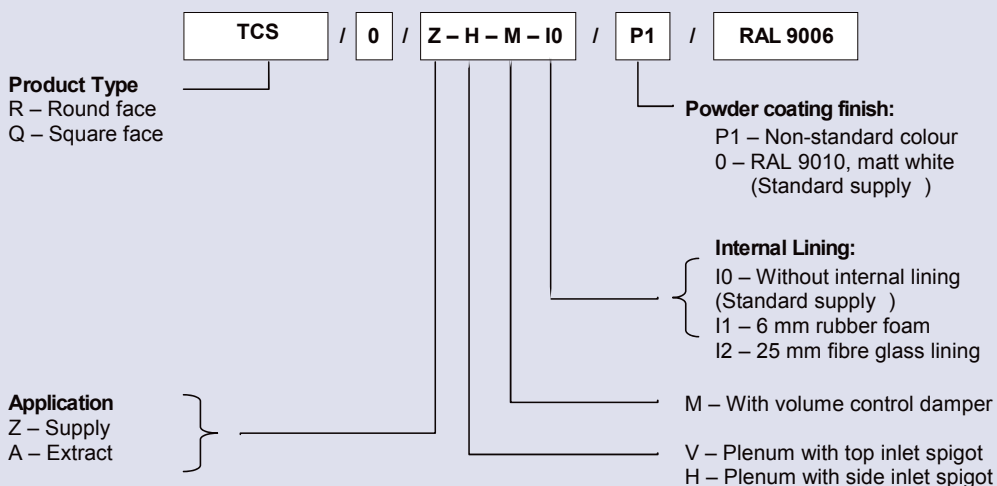 TCS / 0 / Z – H – M – I0 / P1 / RAL 9006
Product Type
R – Round face
Q – Square face
Powder coating finish:
P1 – Non-standard colour
0 – RAL 9010, matt white
(Standard supply )
Internal Lining:
I0 – Without internal lining
(Standard supply )
I1 – 6 mm rubber foam
I2 – 25 mm fibre glass lining
Application
Z – Supply
A – Extract
M – With volume control damper
V – Plenum with top inlet spigot
H – Plenum with side inlet spigot